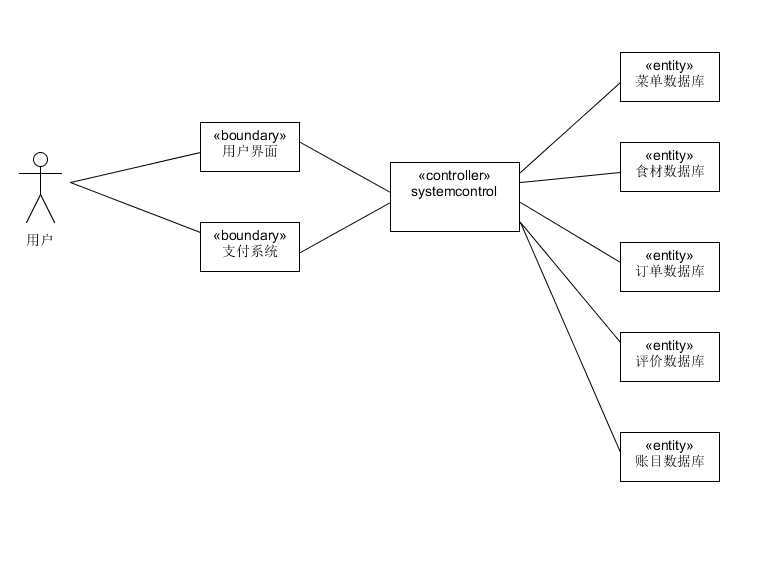 用户
«boundary»
用户界面
«boundary»
支付系统
«controller»
systemcontrol
«entity»
菜单数据库
«entity»
食材数据库
«entity»
订单数据库
«entity»
评价数据库
«entity»
账目数据库